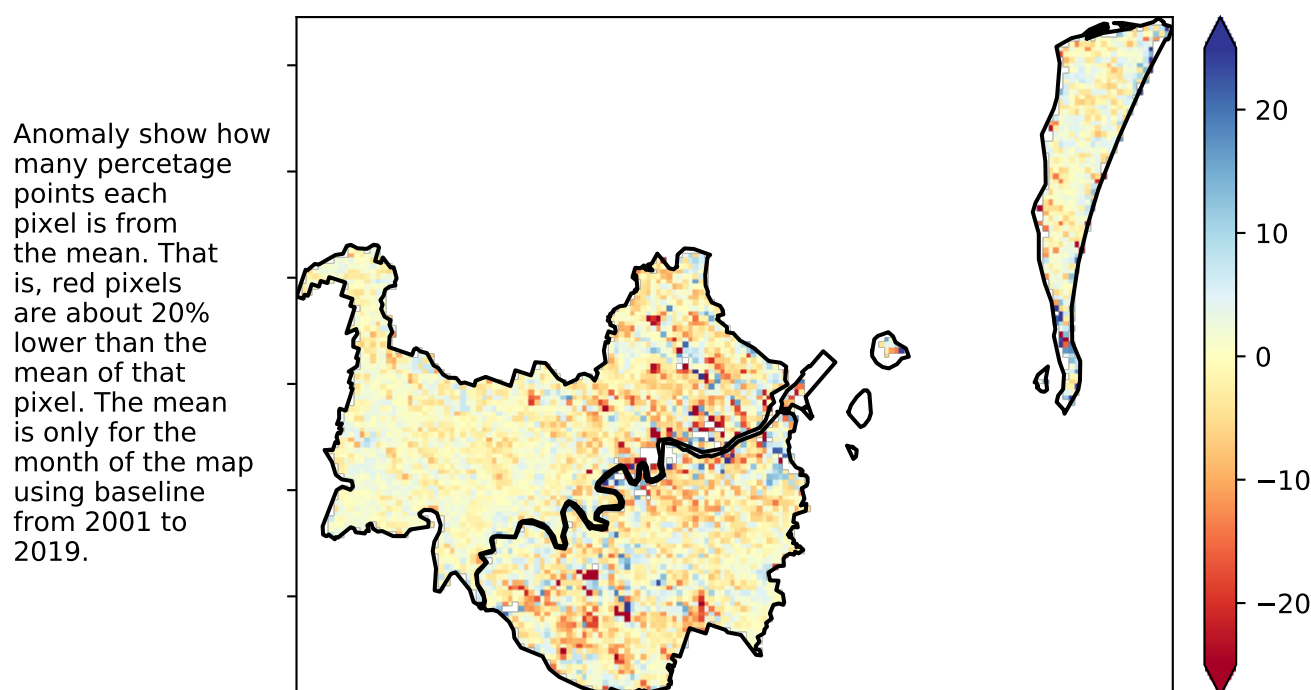 Anomaly show how
many percetage
points each
pixel is from
the mean. That
is, red pixels
are about 20%
lower than the
mean of that
pixel. The mean
is only for the
month of the map
using baseline
from 2001 to
2019.
20
10
0
−10
−20